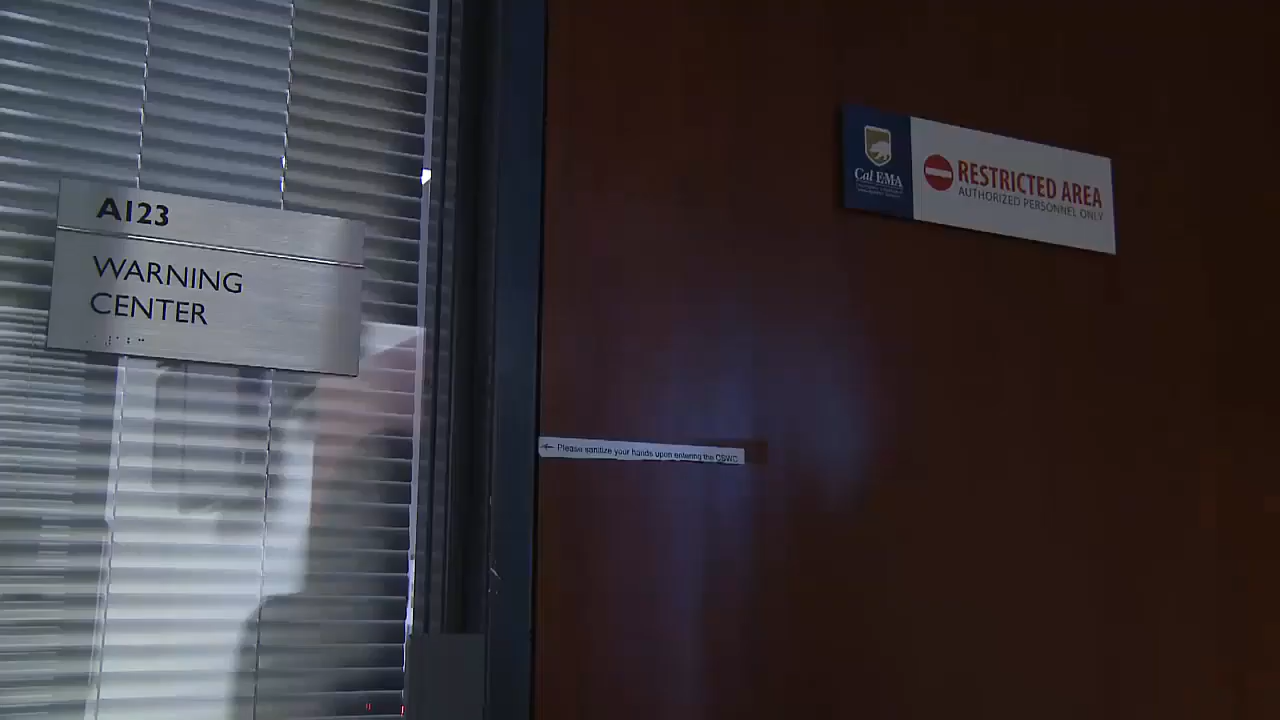 A123
WARNING
CENTER
Cal EMA
RESTRICTED AREA
AUTHORIZED PERSONNEL ONLY
← Please sanitize your hands upon entering the CSWC